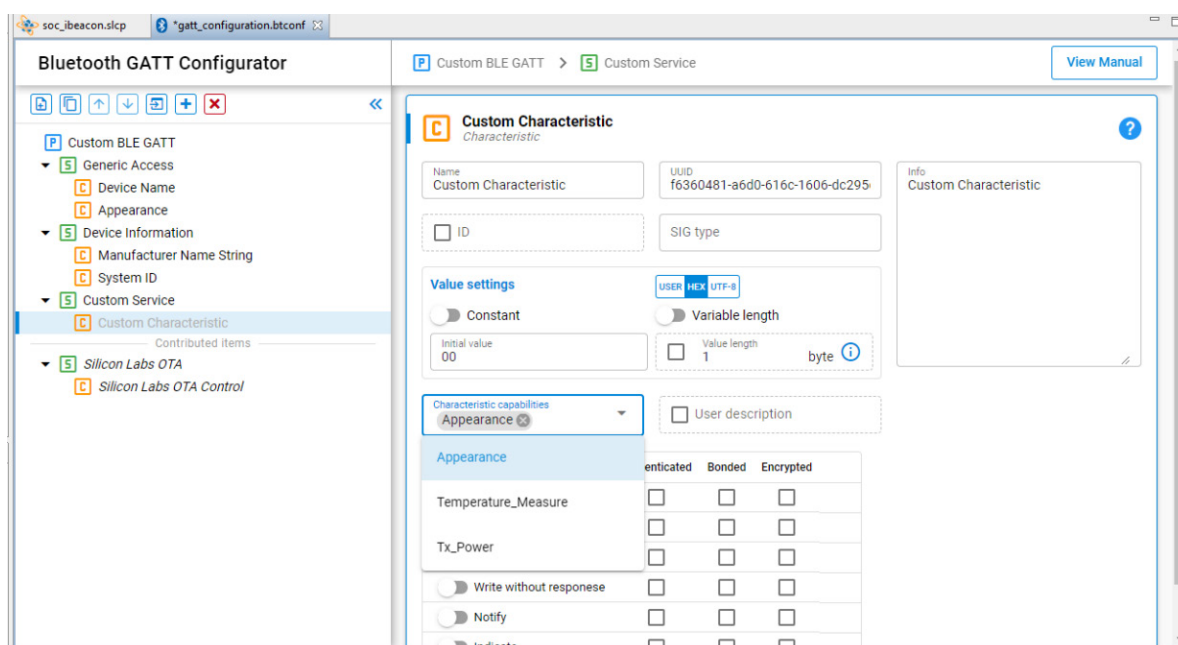 soc_ibeacon.slcp
*gatt_configuration.btconf
Bluetooth GATT Configurator
P Custom BLE GATT > S Custom Service
View Manual
P Custom BLE GATT
S Generic Access
C Device Name
C Appearance
S Device Information
C Manufacturer Name String
C System ID
S Custom Service
C Custom Characteristic
Contributed items
S Silicon Labs OTA
C Silicon Labs OTA Control
C Custom Characteristic
Characteristic
?
Name
Custom Characteristic
UUID
f6360481-a6d0-616c-1606-dc295
Info
Custom Characteristic
ID
SIG type
Value settings
USER HEX UTF-8
Constant
Variable length
Initial value
00
Value length
1 byte
Characteristic capabilities
Appearance
User description
Appearance
Temperature_Measure
Tx_Power
enticated Bonded Encrypted
Write without responese
Notify
Indicate